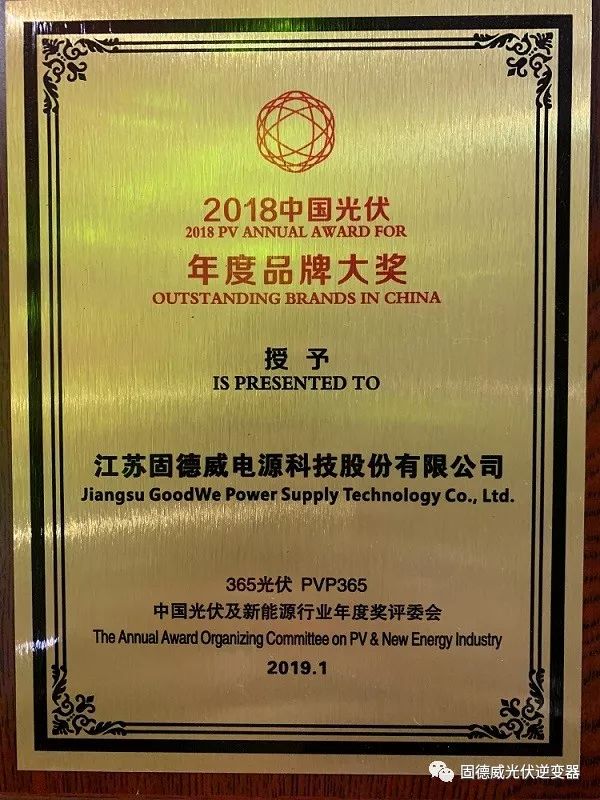 2018中国光伏
2018 PV ANNUAL AWARD FOR
年度品牌大奖
OUTSTANDING BRANDS IN CHINA
授 予
IS PRESENTED TO
江苏固德威电源科技股份有限公司
Jiangsu GoodWe Power Supply Technology Co., Ltd.
365光伏 PVP365
中国光伏及新能源行业年度奖评委会
The Annual Award Organizing Committee on PV & New Energy Industry
2019.1
固德威光伏逆变器